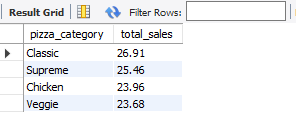 Result Grid Filter Rows:
pizza_category total_sales
Classic 26.91
Supreme 25.46
Chicken 23.96
Veggie 23.68